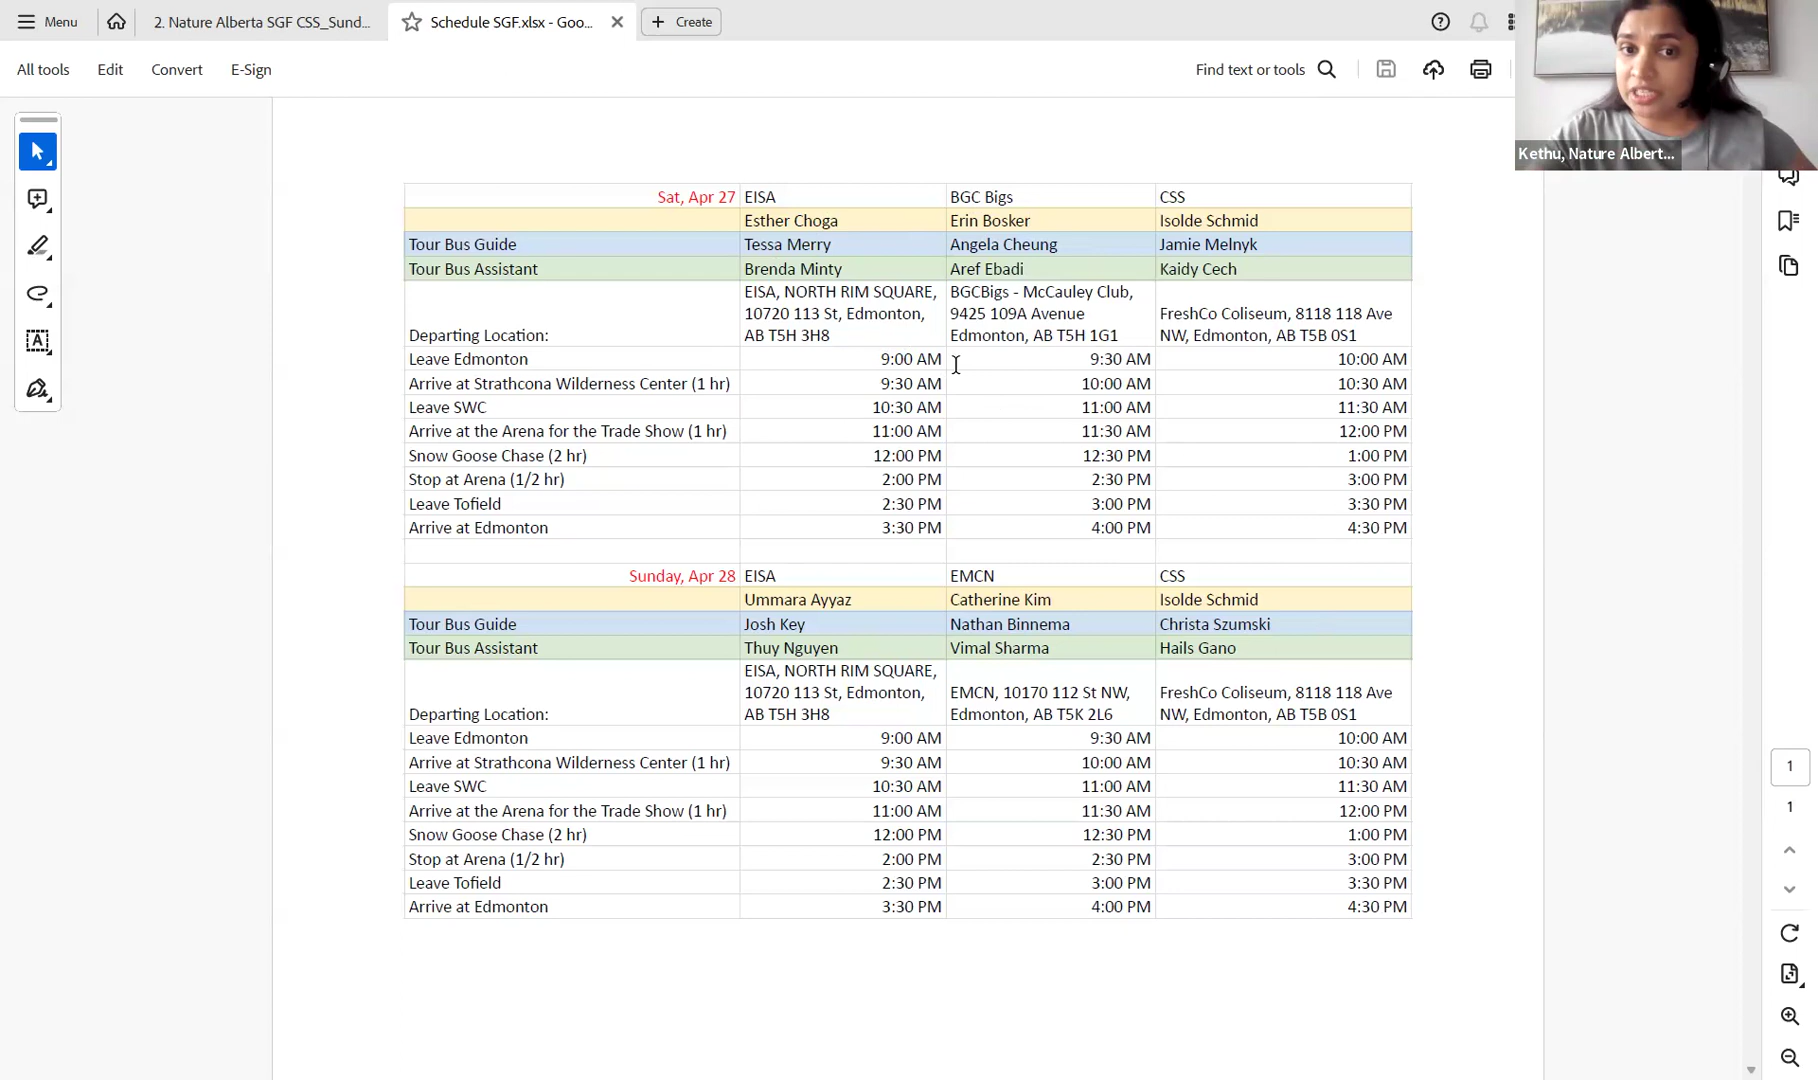 Menu
2. Nature Alberta SGF CSS_Sund...
Schedule SGF.xlsx - Goo...
Create
All tools
Edit
Convert
E-Sign
Find text or tools
Kethu, Nature Albert...
Sat, Apr 27 EISA BGC Bigs CSS
Esther Choga Erin Bosker Isolde Schmid
Tour Bus Guide Tessa Merry Angela Cheung Jamie Melnyk
Tour Bus Assistant Brenda Minty Aref Ebadi Kaidy Cech
EISA, NORTH RIM SQUARE, BGCBigs - McCauley Club,
10720 113 St, Edmonton, 9425 109A Avenue FreshCo Coliseum, 8118 118 Ave
Departing Location: AB T5H 3H8 Edmonton, AB T5H 1G1 NW, Edmonton, AB T5B 0S1
Leave Edmonton 9:00 AM 9:30 AM 10:00 AM
Arrive at Strathcona Wilderness Center (1 hr) 9:30 AM 10:00 AM 10:30 AM
Leave SWC 10:30 AM 11:00 AM 11:30 AM
Arrive at the Arena for the Trade Show (1 hr) 11:00 AM 11:30 AM 12:00 PM
Snow Goose Chase (2 hr) 12:00 PM 12:30 PM 1:00 PM
Stop at Arena (1/2 hr) 2:00 PM 2:30 PM 3:00 PM
Leave Tofield 2:30 PM 3:00 PM 3:30 PM
Arrive at Edmonton 3:30 PM 4:00 PM 4:30 PM
Sunday, Apr 28 EISA EMCN CSS
Ummara Ayyaz Catherine Kim Isolde Schmid
Tour Bus Guide Josh Key Nathan Binnema Christa Szumski
Tour Bus Assistant Thuy Nguyen Vimal Sharma Hails Gano
EISA, NORTH RIM SQUARE,
10720 113 St, Edmonton, EMCN, 10170 112 St NW, FreshCo Coliseum, 8118 118 Ave
Departing Location: AB T5H 3H8 Edmonton, AB T5K 2L6 NW, Edmonton, AB T5B 0S1
Leave Edmonton 9:00 AM 9:30 AM 10:00 AM
Arrive at Strathcona Wilderness Center (1 hr) 9:30 AM 10:00 AM 10:30 AM
Leave SWC 10:30 AM 11:00 AM 11:30 AM
Arrive at the Arena for the Trade Show (1 hr) 11:00 AM 11:30 AM 12:00 PM
Snow Goose Chase (2 hr) 12:00 PM 12:30 PM 1:00 PM
Stop at Arena (1/2 hr) 2:00 PM 2:30 PM 3:00 PM
Leave Tofield 2:30 PM 3:00 PM 3:30 PM
Arrive at Edmonton 3:30 PM 4:00 PM 4:30 PM
1
1